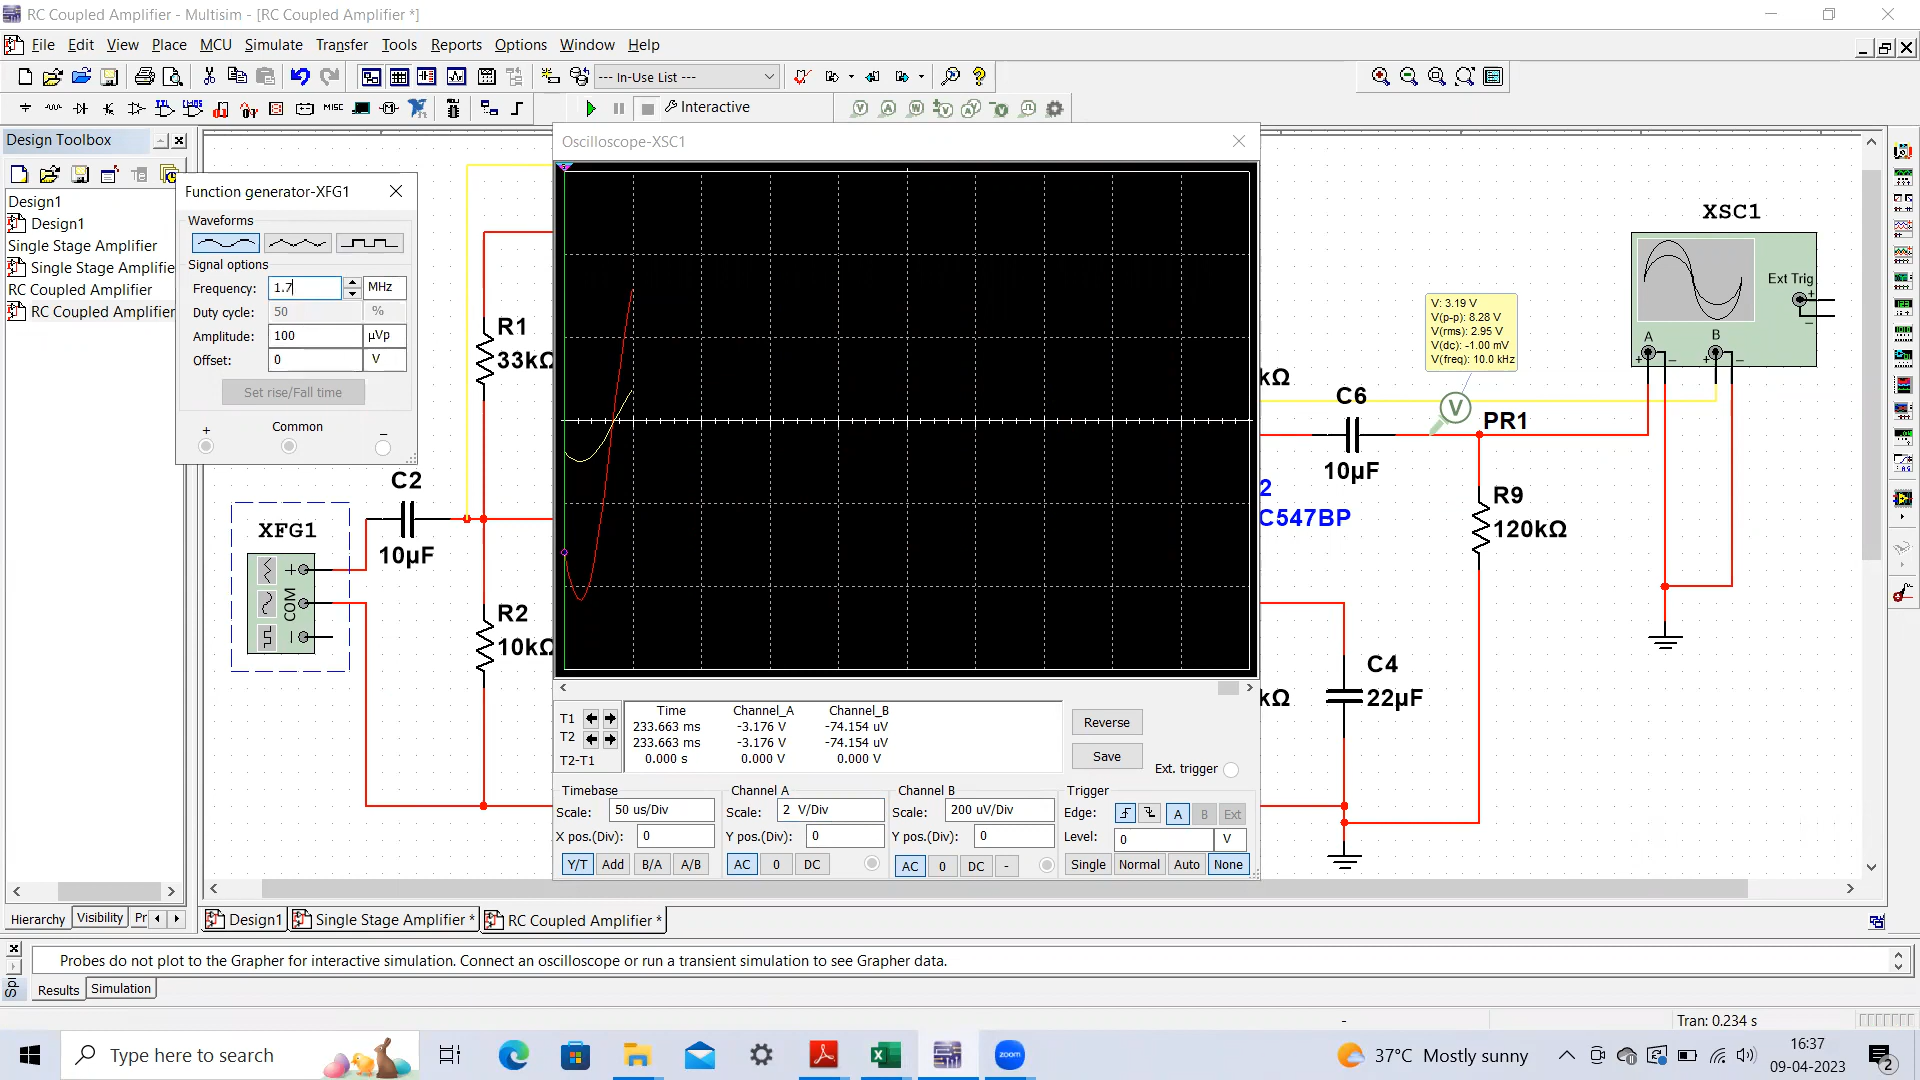 RC Coupled Amplifier - Multisim - [RC Coupled Amplifier *]
File Edit View Place MCU Simulate Transfer Tools Reports Options Window Help
--- In-Use List ---
MISC
Interactive
Design Toolbox
Design1
Design1
Single Stage Amplifier
Single Stage Amplifie
RC Coupled Amplifier
RC Coupled Amplifier
Hierarchy Visibility Pr
Function generator-XFG1
Waveforms
Signal options
Frequency: 1.7 MHz
Duty cycle: 50 %
Amplitude: 100 µVp
Offset: 0 V
Set rise/Fall time
+ Common −
XFG1
+
COM
C2
10µF
R1
33kΩ
R2
10kΩ
Oscilloscope-XSC1
Time Channel_A Channel_B
T1 233.663 ms -3.176 V -74.154 uV
T2 233.663 ms -3.176 V -74.154 uV
T2-T1 0.000 s 0.000 V 0.000 V
Reverse
Save
Ext. trigger
Timebase
Scale: 50 us/Div
X pos.(Div): 0
Y/T Add B/A A/B
Channel A
Scale: 2 V/Div
Y pos.(Div): 0
AC 0 DC
Channel B
Scale: 200 uV/Div
Y pos.(Div): 0
AC 0 DC -
Trigger
Edge: A B Ext
Level: 0 V
Single Normal Auto None
kΩ
C6
10µF
2
C547BP
V: 3.19 V
V(p-p): 8.28 V
V(rms): 2.95 V
V(dc): -1.00 mV
V(freq): 10.0 kHz
V
PR1
R9
120kΩ
kΩ
C4
22µF
XSC1
Ext Trig
+
−
A B
+ − + −
Design1 Single Stage Amplifier * RC Coupled Amplifier *
Probes do not plot to the Grapher for interactive simulation. Connect an oscilloscope or run a transient simulation to see Grapher data.
Results Simulation
- Tran: 0.234 s
Type here to search
zoom
37°C Mostly sunny
16:37
09-04-2023
2